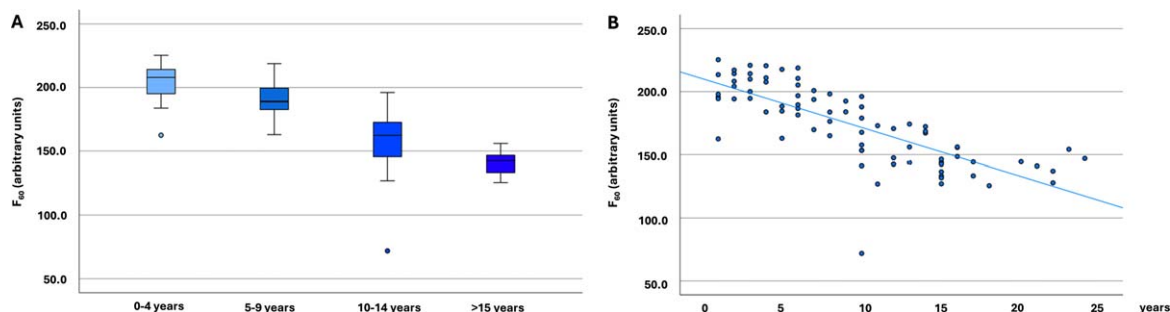 A
250.0
200.0
150.0
100.0
50.0
F60 (arbitrary units)
0-4 years
5-9 years
10-14 years
>15 years
B
250.0
200.0
150.0
100.0
50.0
F60 (arbitrary units)
0 5 10 15 20 25 years